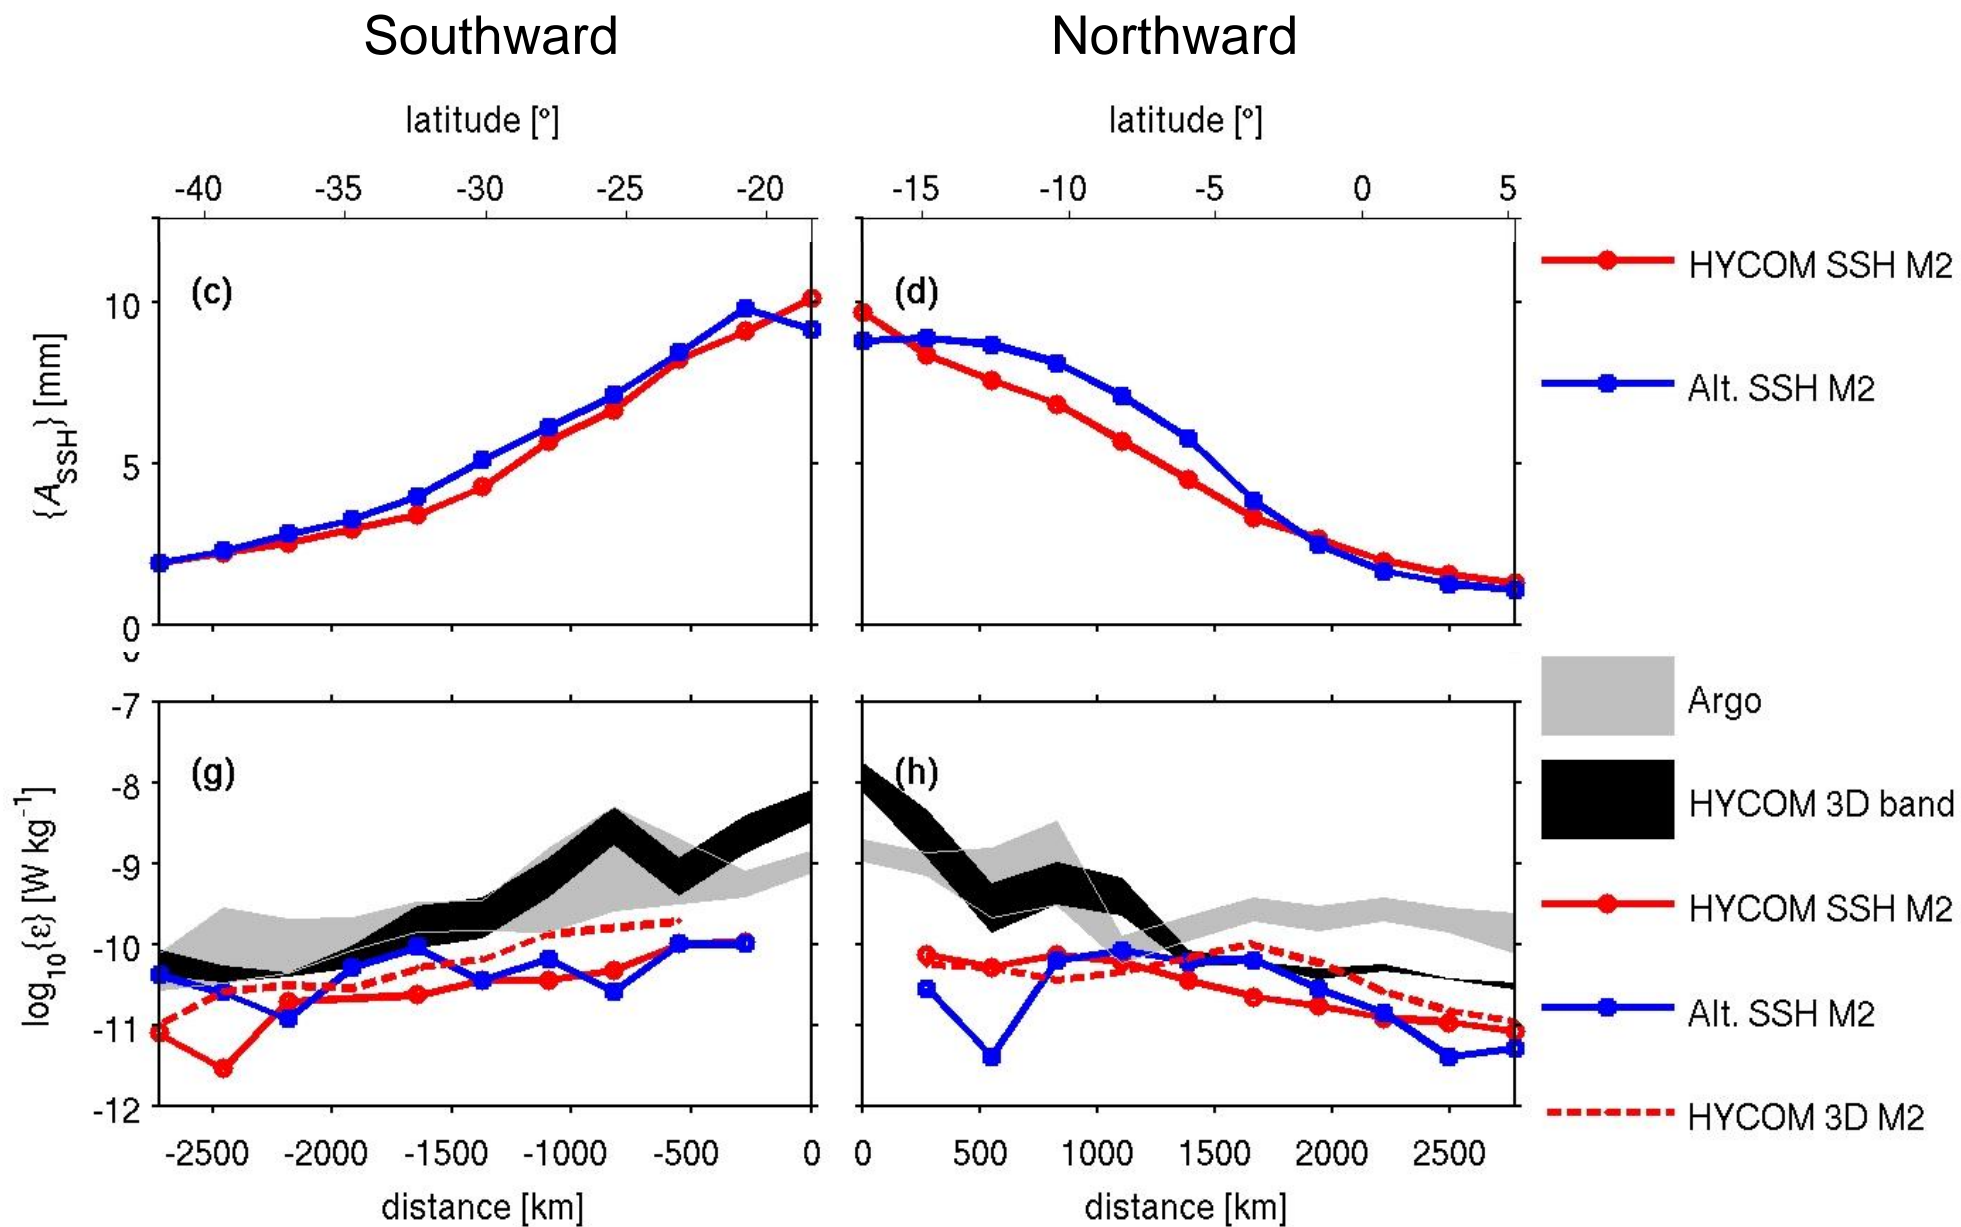 Southward Northward
latitude [°] latitude [°]
-40 -35 -30 -25 -20 -15 -10 -5 0 5
(c) (d)
10
5
0
{A_SSH} [mm]
HYCOM SSH M2
Alt. SSH M2
-7
-8
-9
-10
-11
-12
(g) (h)
log10{ε} [W kg-1]
Argo
HYCOM 3D band
HYCOM SSH M2
Alt. SSH M2
HYCOM 3D M2
-2500 -2000 -1500 -1000 -500 0 0 500 1000 1500 2000 2500
distance [km] distance [km]